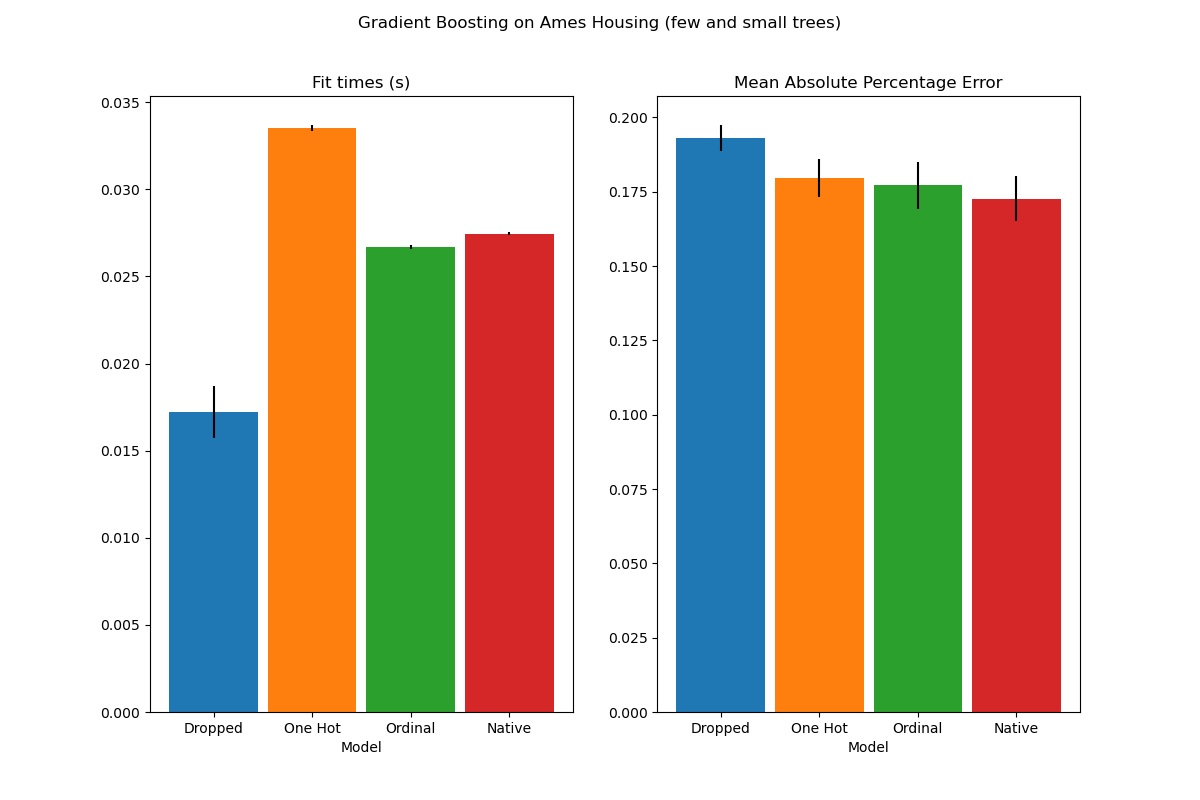 Gradient Boosting on Ames Housing (few and small trees)
Fit times (s)
0.035
0.030
0.025
0.020
0.015
0.010
0.005
0.000
Dropped One Hot Ordinal Native
Model
Mean Absolute Percentage Error
0.200
0.175
0.150
0.125
0.100
0.075
0.050
0.025
0.000
Dropped One Hot Ordinal Native
Model